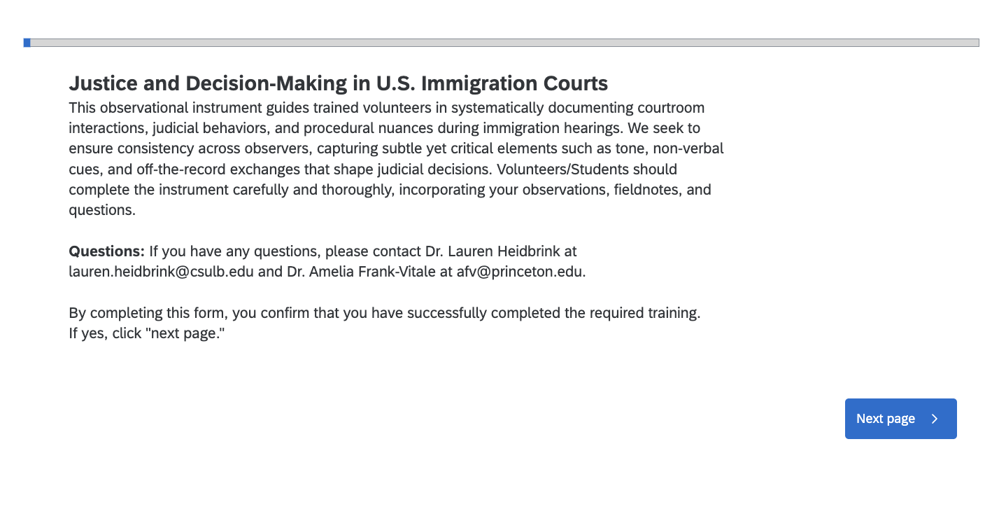 Justice and Decision-Making in U.S. Immigration Courts
This observational instrument guides trained volunteers in systematically documenting courtroom
interactions, judicial behaviors, and procedural nuances during immigration hearings. We seek to
ensure consistency across observers, capturing subtle yet critical elements such as tone, non-verbal
cues, and off-the-record exchanges that shape judicial decisions. Volunteers/Students should
complete the instrument carefully and thoroughly, incorporating your observations, fieldnotes, and
questions.
Questions: If you have any questions, please contact Dr. Lauren Heidbrink at
lauren.heidbrink@csulb.edu and Dr. Amelia Frank-Vitale at afv@princeton.edu.
By completing this form, you confirm that you have successfully completed the required training.
If yes, click "next page."
Next page